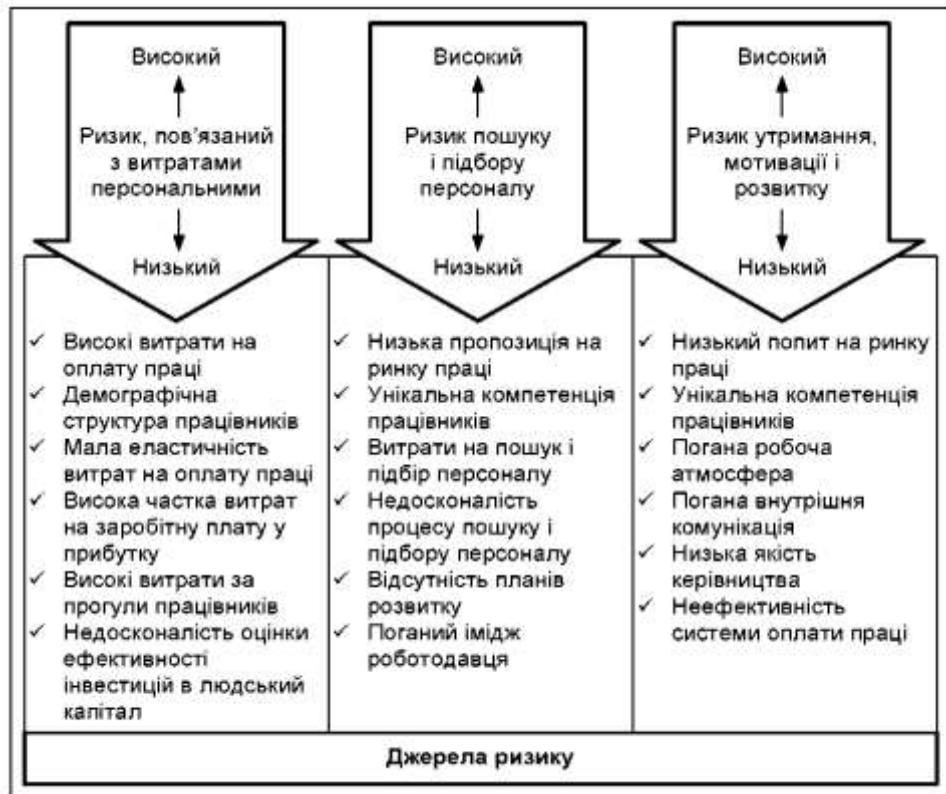 Високий
Ризик, пов'язаний
з витратами
персональними
Низький
✓ Високі витрати на
оплату праці
✓ Демографічна
структура працівників
✓ Мала еластичність
витрат на оплату праці
✓ Висока частка витрат
на заробітну плату у
прибутку
✓ Високі витрати за
прогули працівників
✓ Недосконалість оцінки
ефективності
інвестицій в людський
капітал
Високий
Ризик пошуку
і підбору
персоналу
Низький
✓ Низька пропозиція на
ринку праці
✓ Унікальна компетенція
працівників
✓ Витрати на пошук і
підбір персоналу
✓ Недосконалість
процесу пошуку і
підбору персоналу
✓ Відсутність планів
розвитку
✓ Поганий імідж
роботодавця
Високий
Ризик утримання,
мотивації і
розвитку
Низький
✓ Низький попит на ринку
праці
✓ Унікальна компетенція
працівників
✓ Погана робоча
атмосфера
✓ Погана внутрішня
комунікація
✓ Низька якість
керівництва
✓ Неефективність
системи оплати праці
Джерела ризику